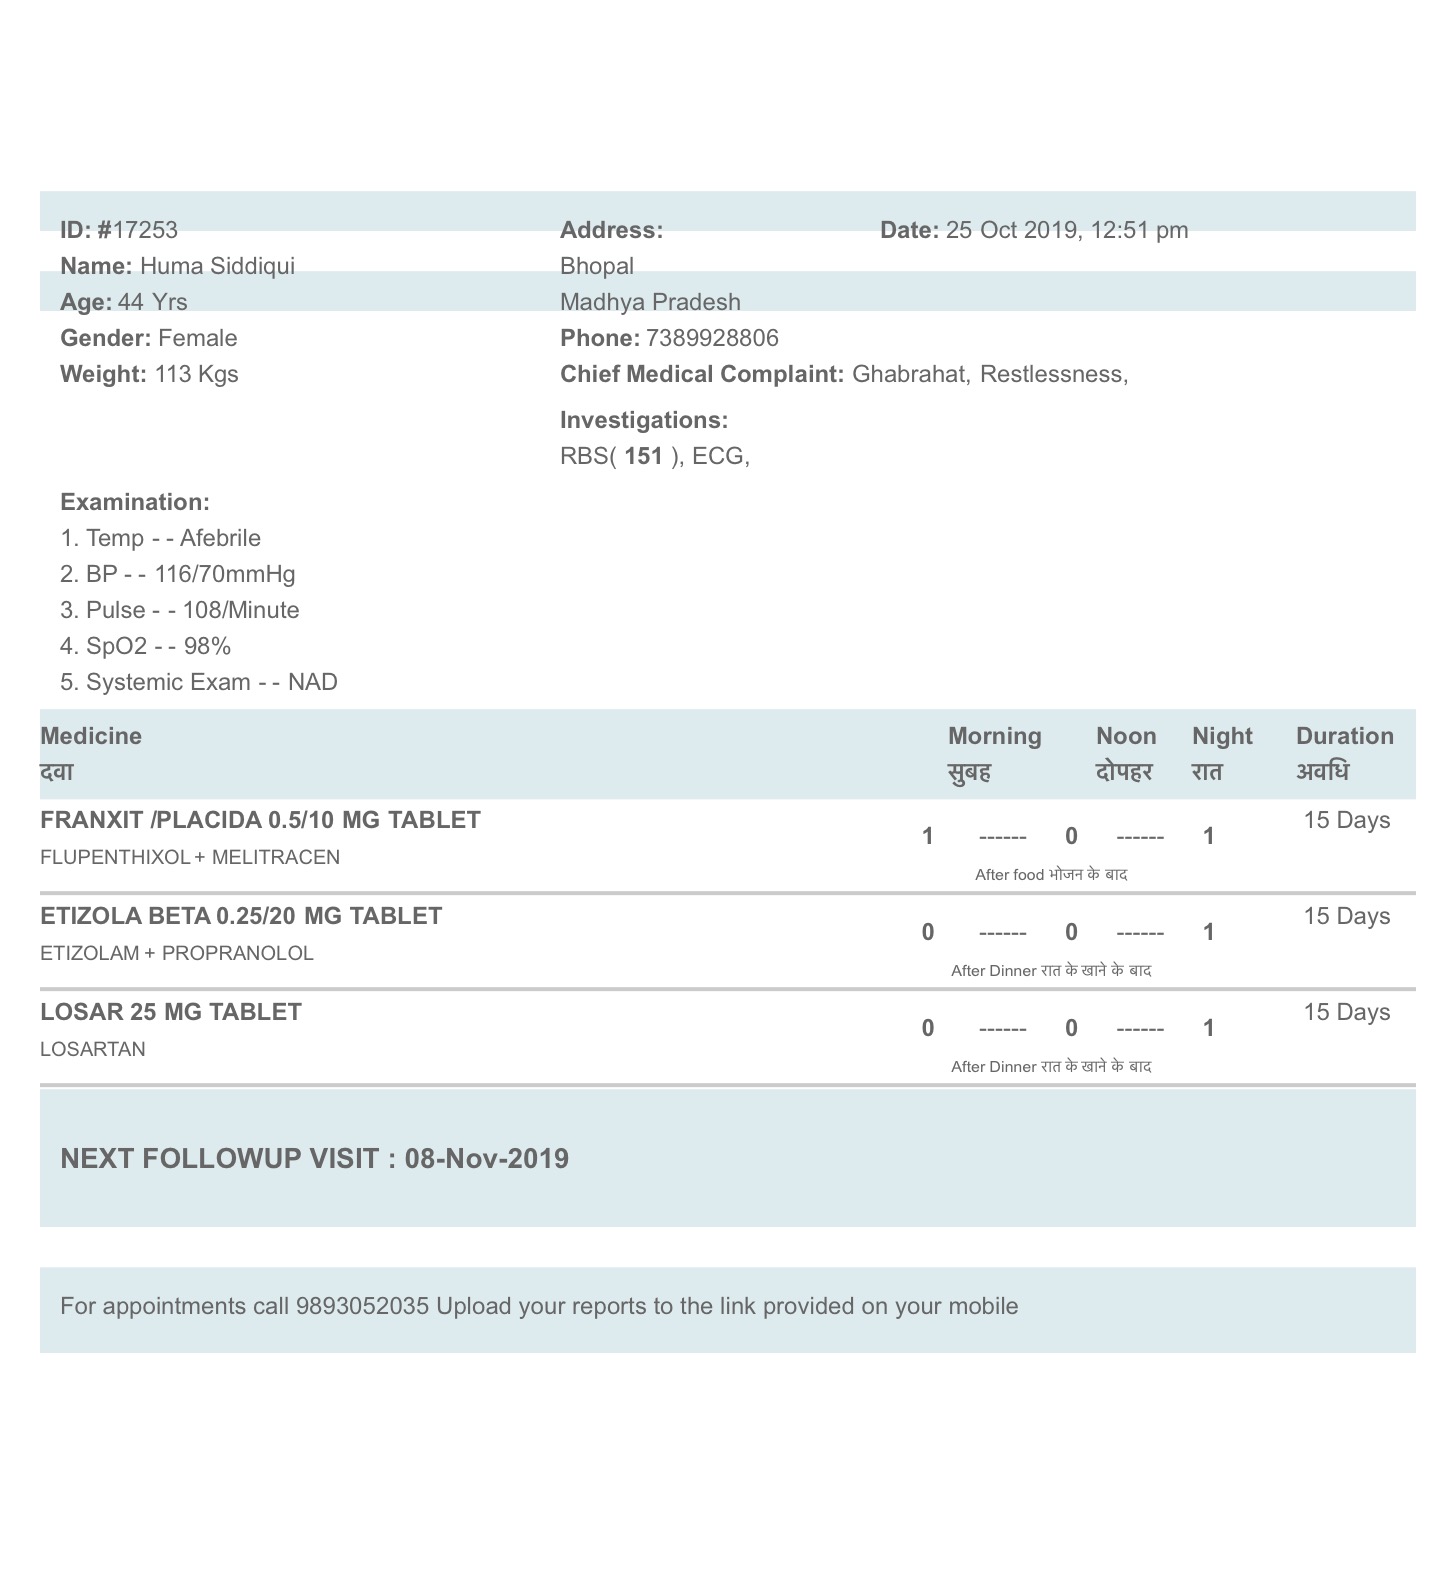 ID: #17253
Name: Huma Siddiqui
Age: 44 Yrs
Gender: Female
Weight: 113 Kgs
Address:
Bhopal
Madhya Pradesh
Phone: 7389928806
Chief Medical Complaint: Ghabrahat, Restlessness,
Investigations:
RBS( 151 ), ECG,
Date: 25 Oct 2019, 12:51 pm
Examination:
1. Temp - - Afebrile
2. BP - - 116/70mmHg
3. Pulse - - 108/Minute
4. SpO2 - - 98%
5. Systemic Exam - - NAD
Medicine Morning Noon Night Duration
दवा सुबह दोपहर रात अवधि
FRANXIT /PLACIDA 0.5/10 MG TABLET 15 Days
1 ------ 0 ------ 1
FLUPENTHIXOL + MELITRACEN
After food भोजन के बाद
ETIZOLA BETA 0.25/20 MG TABLET 15 Days
0 ------ 0 ------ 1
ETIZOLAM + PROPRANOLOL
After Dinner रात के खाने के बाद
LOSAR 25 MG TABLET 15 Days
0 ------ 0 ------ 1
LOSARTAN
After Dinner रात के खाने के बाद
NEXT FOLLOWUP VISIT : 08-Nov-2019
For appointments call 9893052035 Upload your reports to the link provided on your mobile